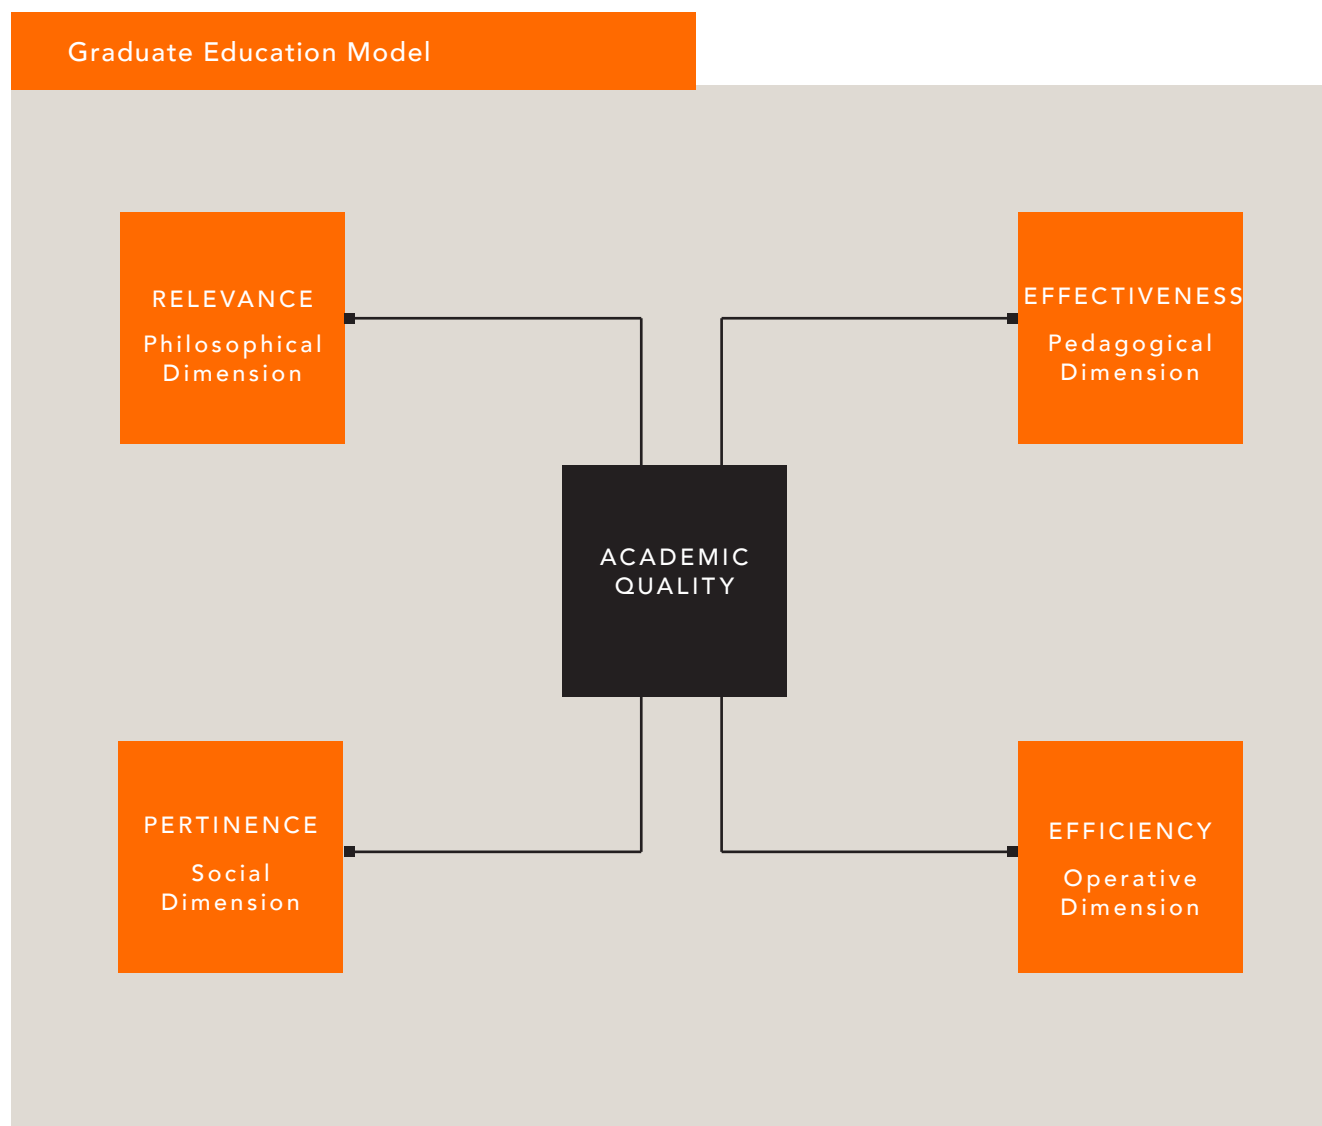 Graduate Education Model
RELEVANCE
Philosophical
Dimension
EFFECTIVENESS
Pedagogical
Dimension
ACADEMIC
QUALITY
PERTINENCE
Social
Dimension
EFFICIENCY
Operative
Dimension